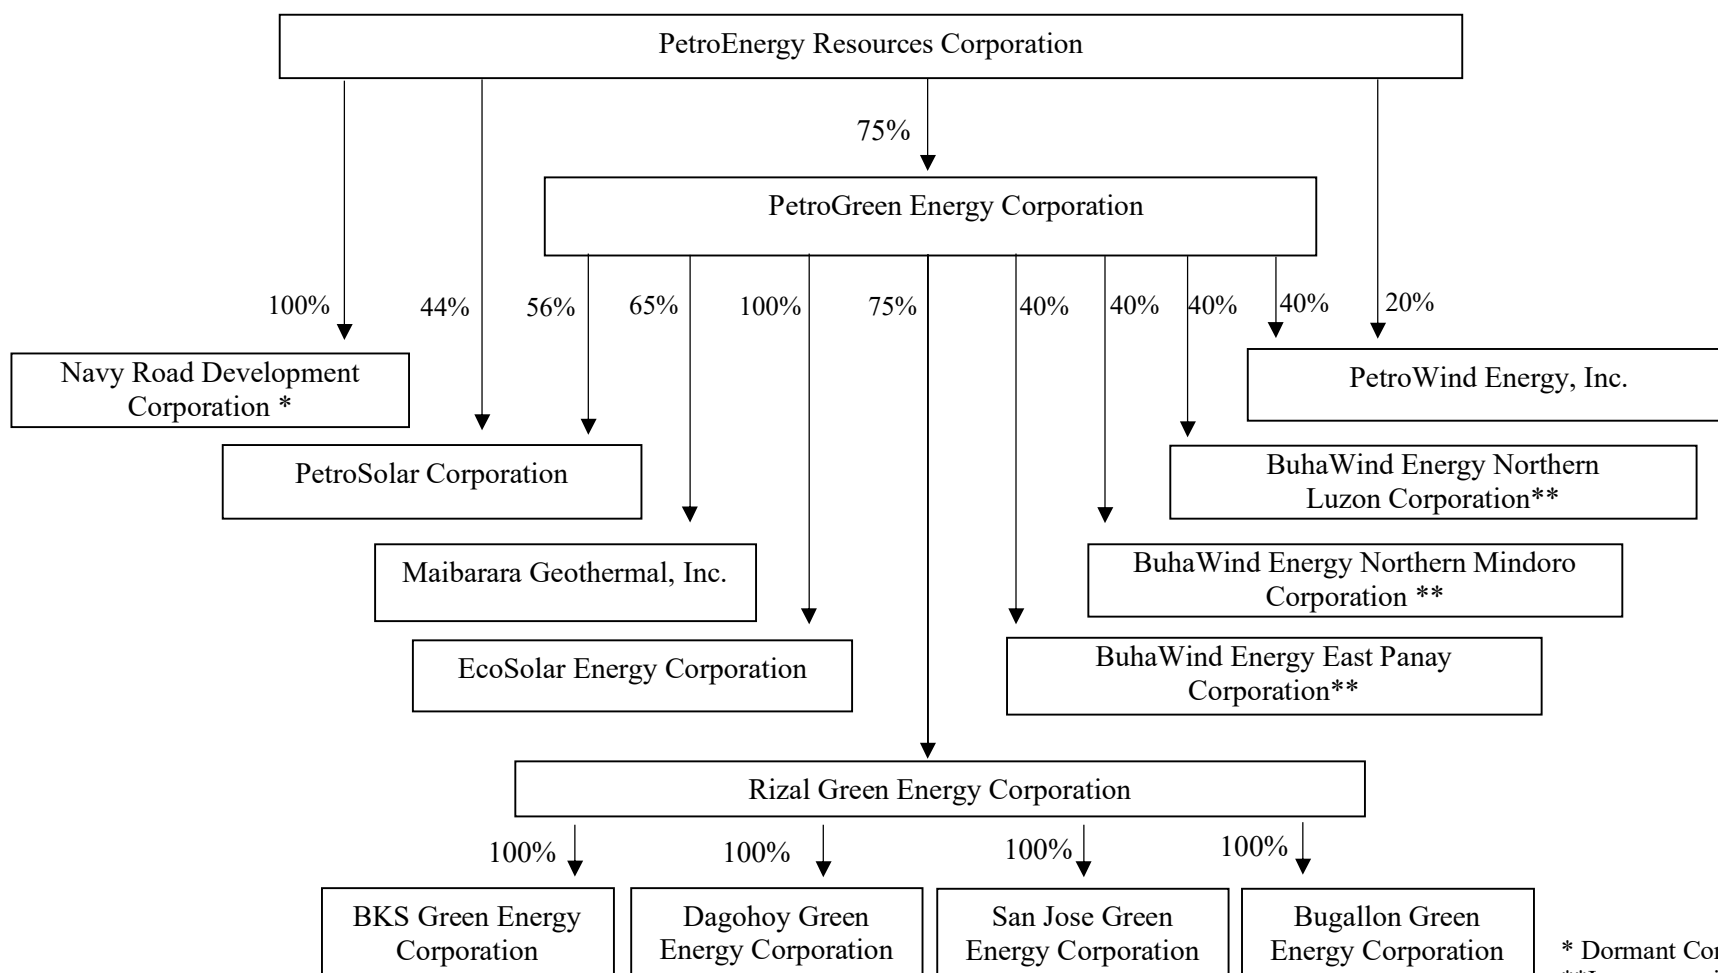 PetroEnergy Resources Corporation
75%
PetroGreen Energy Corporation
100%
44%
56%
65%
100%
75%
40%
40%
40%
40%
20%
Navy Road Development
Corporation *
PetroWind Energy, Inc.
PetroSolar Corporation
BuhaWind Energy Northern
Luzon Corporation**
Maibarara Geothermal, Inc.
BuhaWind Energy Northern Mindoro
Corporation **
EcoSolar Energy Corporation
BuhaWind Energy East Panay
Corporation**
Rizal Green Energy Corporation
100%
100%
100%
100%
BKS Green Energy
Corporation
Dagohoy Green
Energy Corporation
San Jose Green
Energy Corporation
Bugallon Green
Energy Corporation
* Dormant